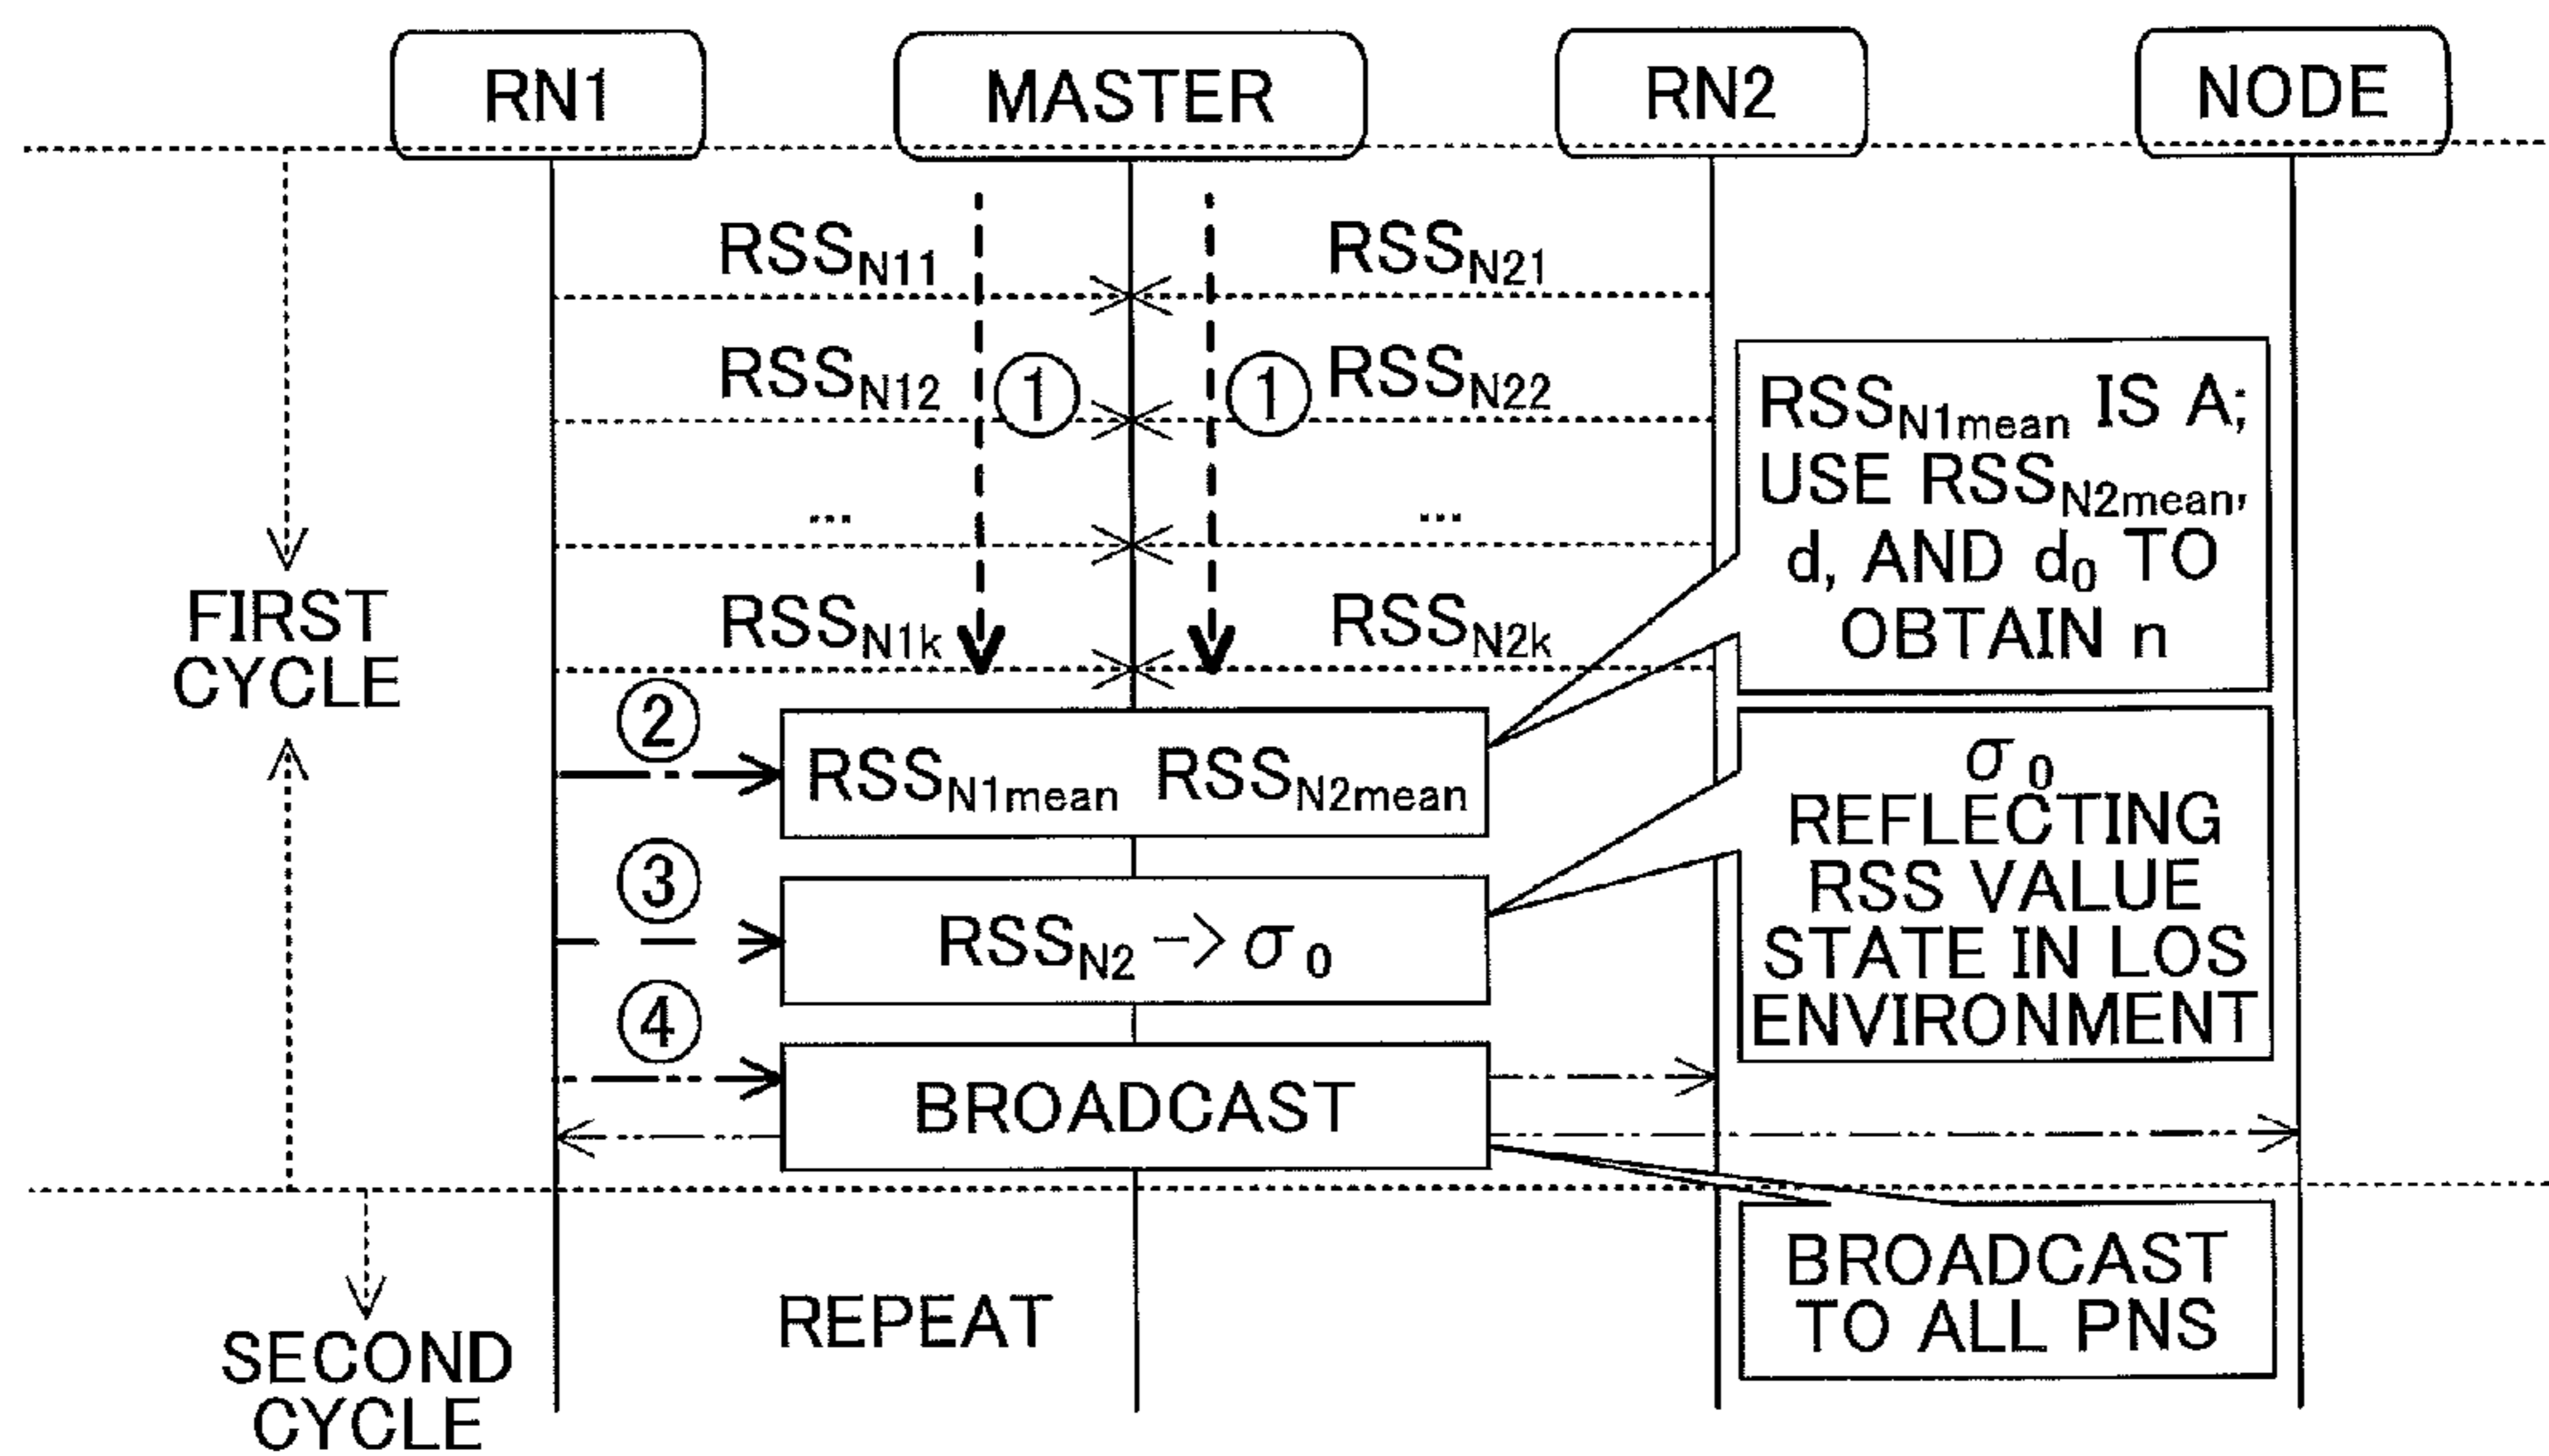 RN1 MASTER RN2 NODE
RSSN11 RSSN21
RSSN12 ① ① RSSN22
... ...
RSSN1k RSSN2k
RSSN1mean IS A;
USE RSSN2mean,
d, AND d0 TO
OBTAIN n
FIRST
CYCLE
②
RSSN1mean RSSN2mean
③
RSSN2 -> σ0
σ0
REFLECTING
RSS VALUE
STATE IN LOS
ENVIRONMENT
④
BROADCAST
BROADCAST
TO ALL PNS
REPEAT
SECOND
CYCLE